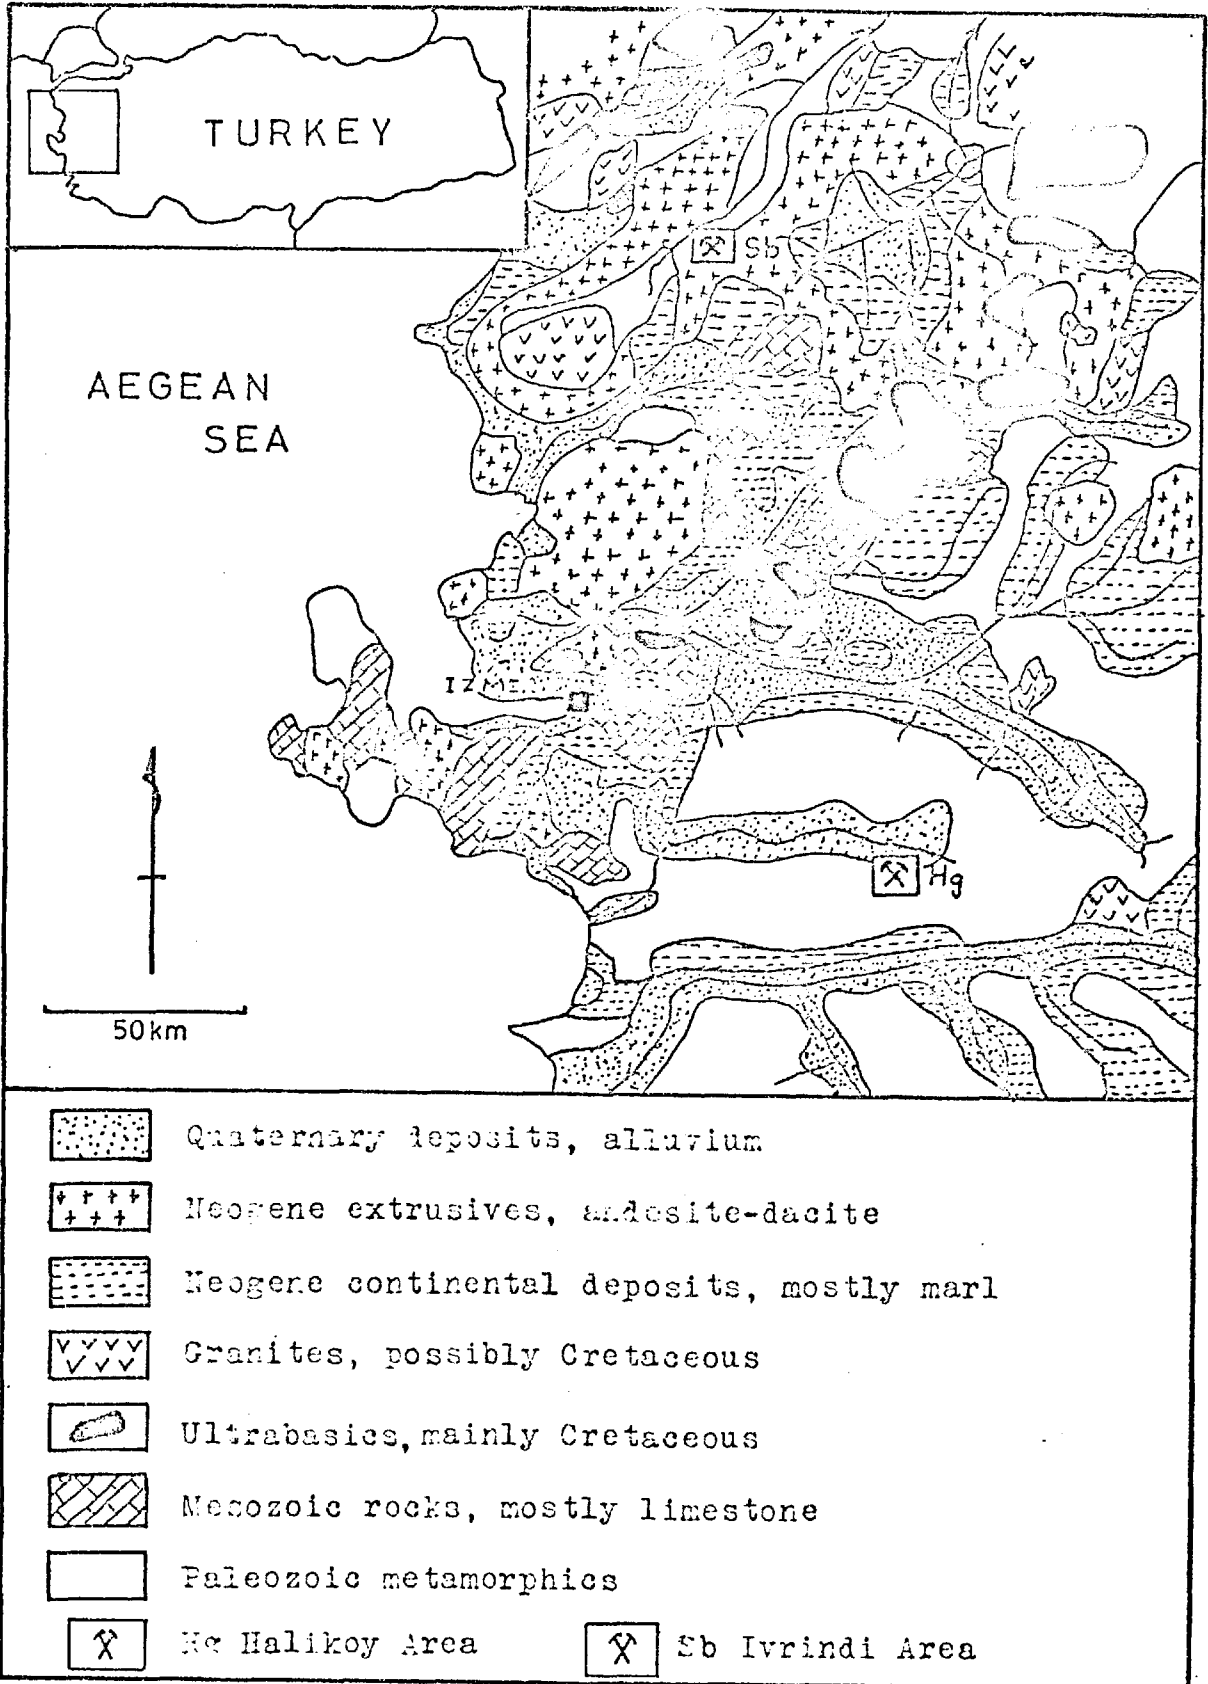 TURKEY
Sb
AEGEAN
SEA
Hg
50km
Quaternary deposits, alluvium
Neogene extrusives, andesite-dacite
Neogene continental deposits, mostly marl
Granites, possibly Cretaceous
Ultrabasics, mainly Cretaceous
Mesozoic rocks, mostly limestone
Paleozoic metamorphics
Hg Halikoy Area
Sb Ivrindi Area